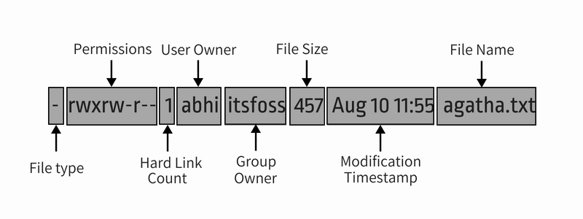 Permissions User Owner File Size File Name
- rwxrw-r-- 1 abhi itsfoss 457 Aug 10 11:55 agatha.txt
File type Hard Link Count Group Owner Modification Timestamp